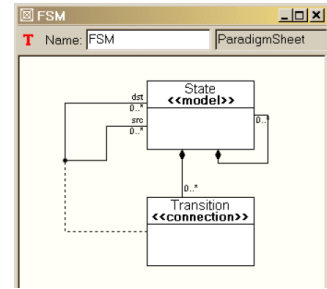 FSM
T Name: FSM ParadigmSheet
State
<<model>>
dst
0..*
src
0..*
0..*
0..*
Transition
<<connection>>